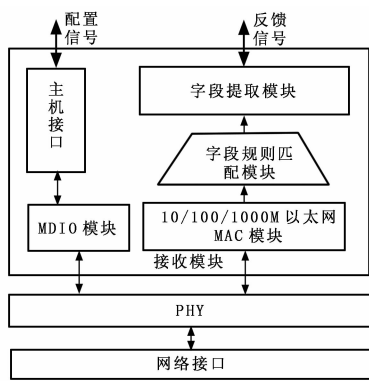 配置
信号
反馈
信号
主
机
接
口
字段提取模块
字段规则匹
配模块
MDIO 模块
10/100/1000M 以太网
MAC 模块
接收模块
PHY
网络接口